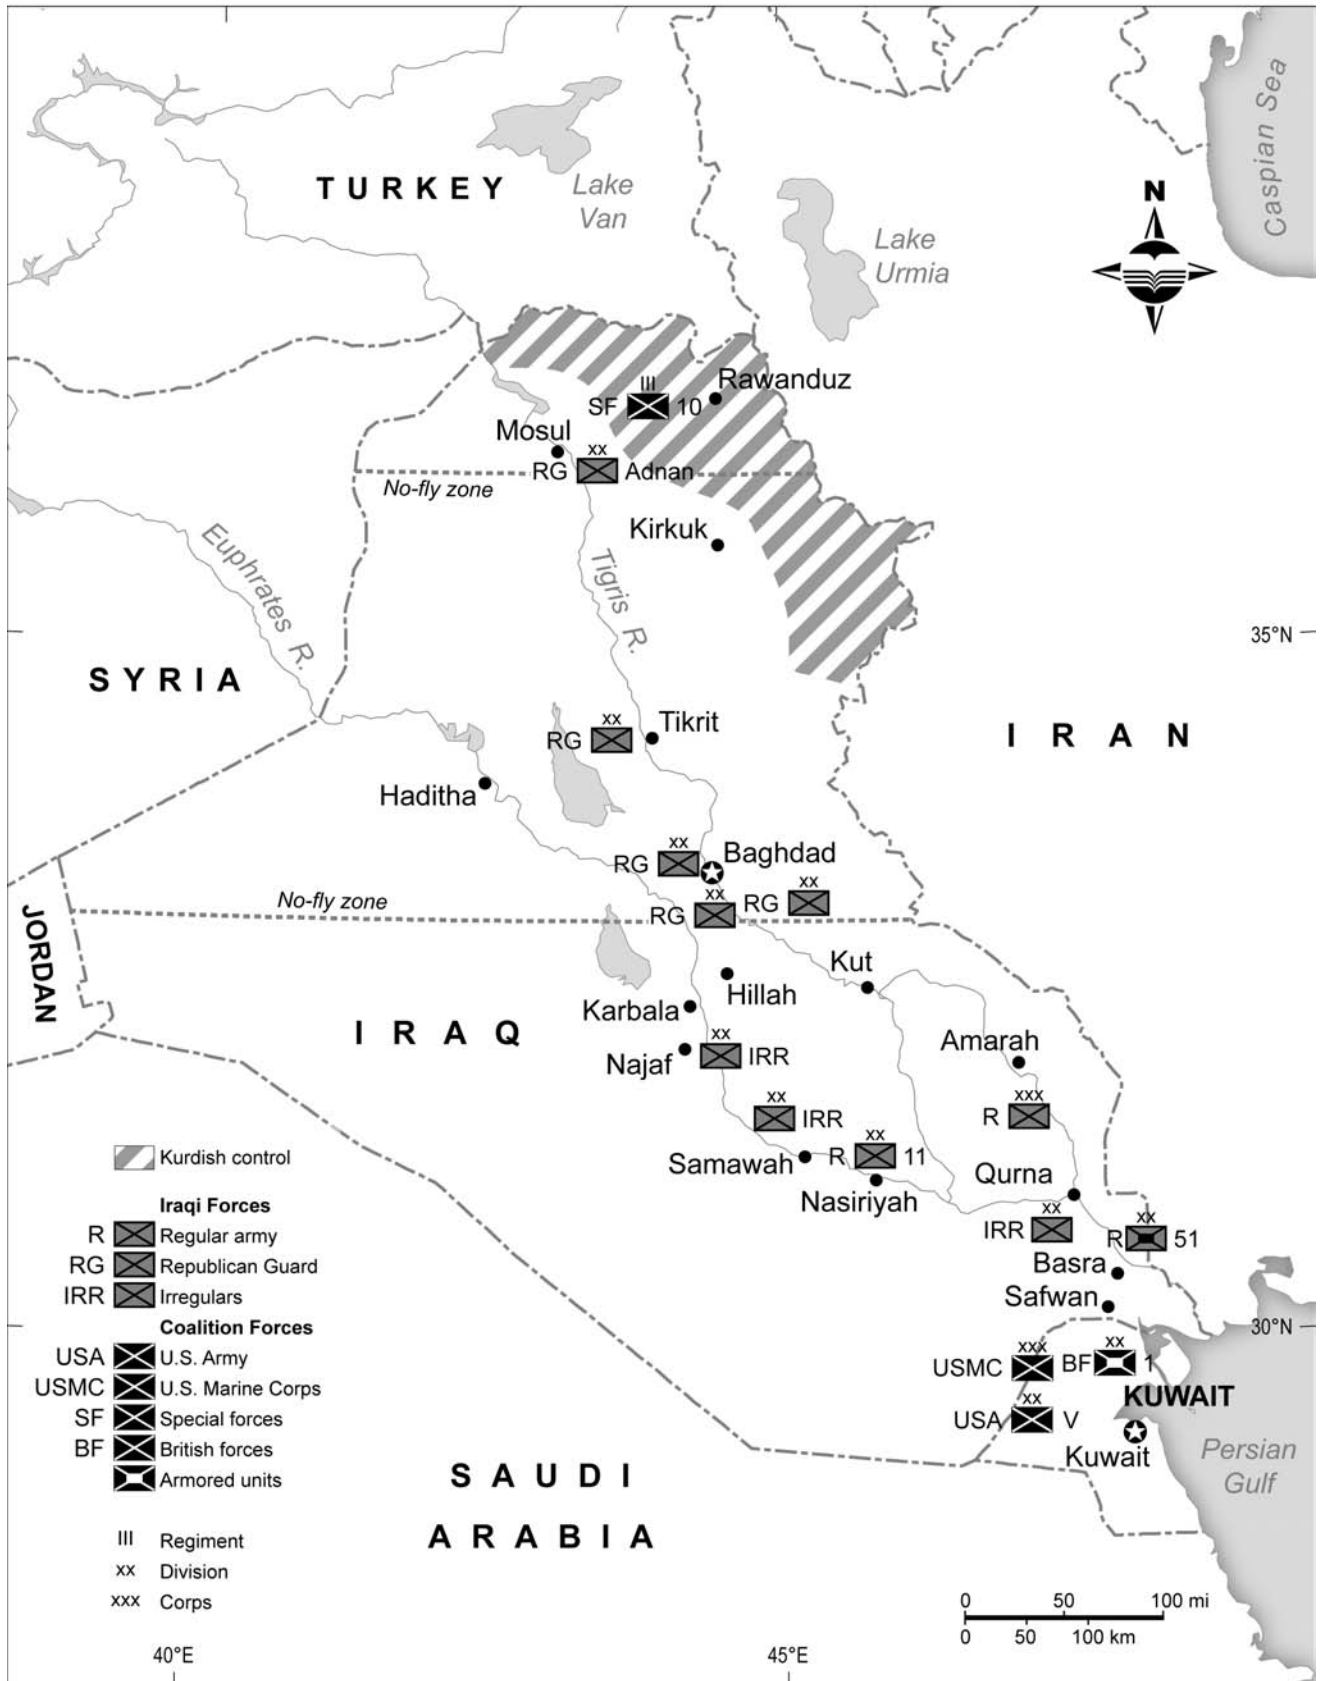 TURKEY
Lake
Van
Lake
Urmia
Caspian Sea
N
III
SF 10
Rawanduz
Mosul
xx
RG Adnan
No-fly zone
Kirkuk
Euphrates R.
Tigris R.
35°N
SYRIA
IRAN
xx
RG
Tikrit
Haditha
xx
RG
Baghdad
xx
RG
xx
RG
No-fly zone
JORDAN
Kut
Hillah
Karbala
IRAQ
Amarah
Najaf
xx
IRR
xxx
R
xx
IRR
xx
R 11
Samawah
Nasiriyah
Qurna
xx
IRR
xx
R 51
Basra
Safwan
30°N
xxx
USMC
xx
BF 1
KUWAIT
xx
USA V
Kuwait
Persian
Gulf
SAUDI
ARABIA
Kurdish control
Iraqi Forces
R Regular army
RG Republican Guard
IRR Irregulars
Coalition Forces
USA U.S. Army
USMC U.S. Marine Corps
SF Special forces
BF British forces
Armored units
III Regiment
xx Division
xxx Corps
0 50 100 mi
0 50 100 km
40°E
45°E